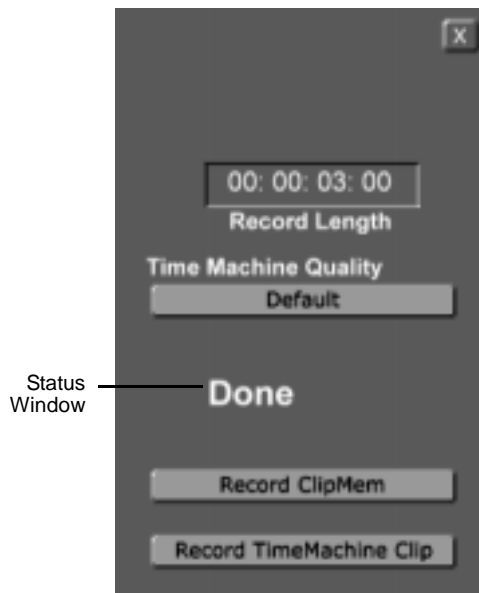 X
00: 00: 03: 00
Record Length
Time Machine Quality
Default
Status
Window
Done
Record ClipMem
Record TimeMachine Clip